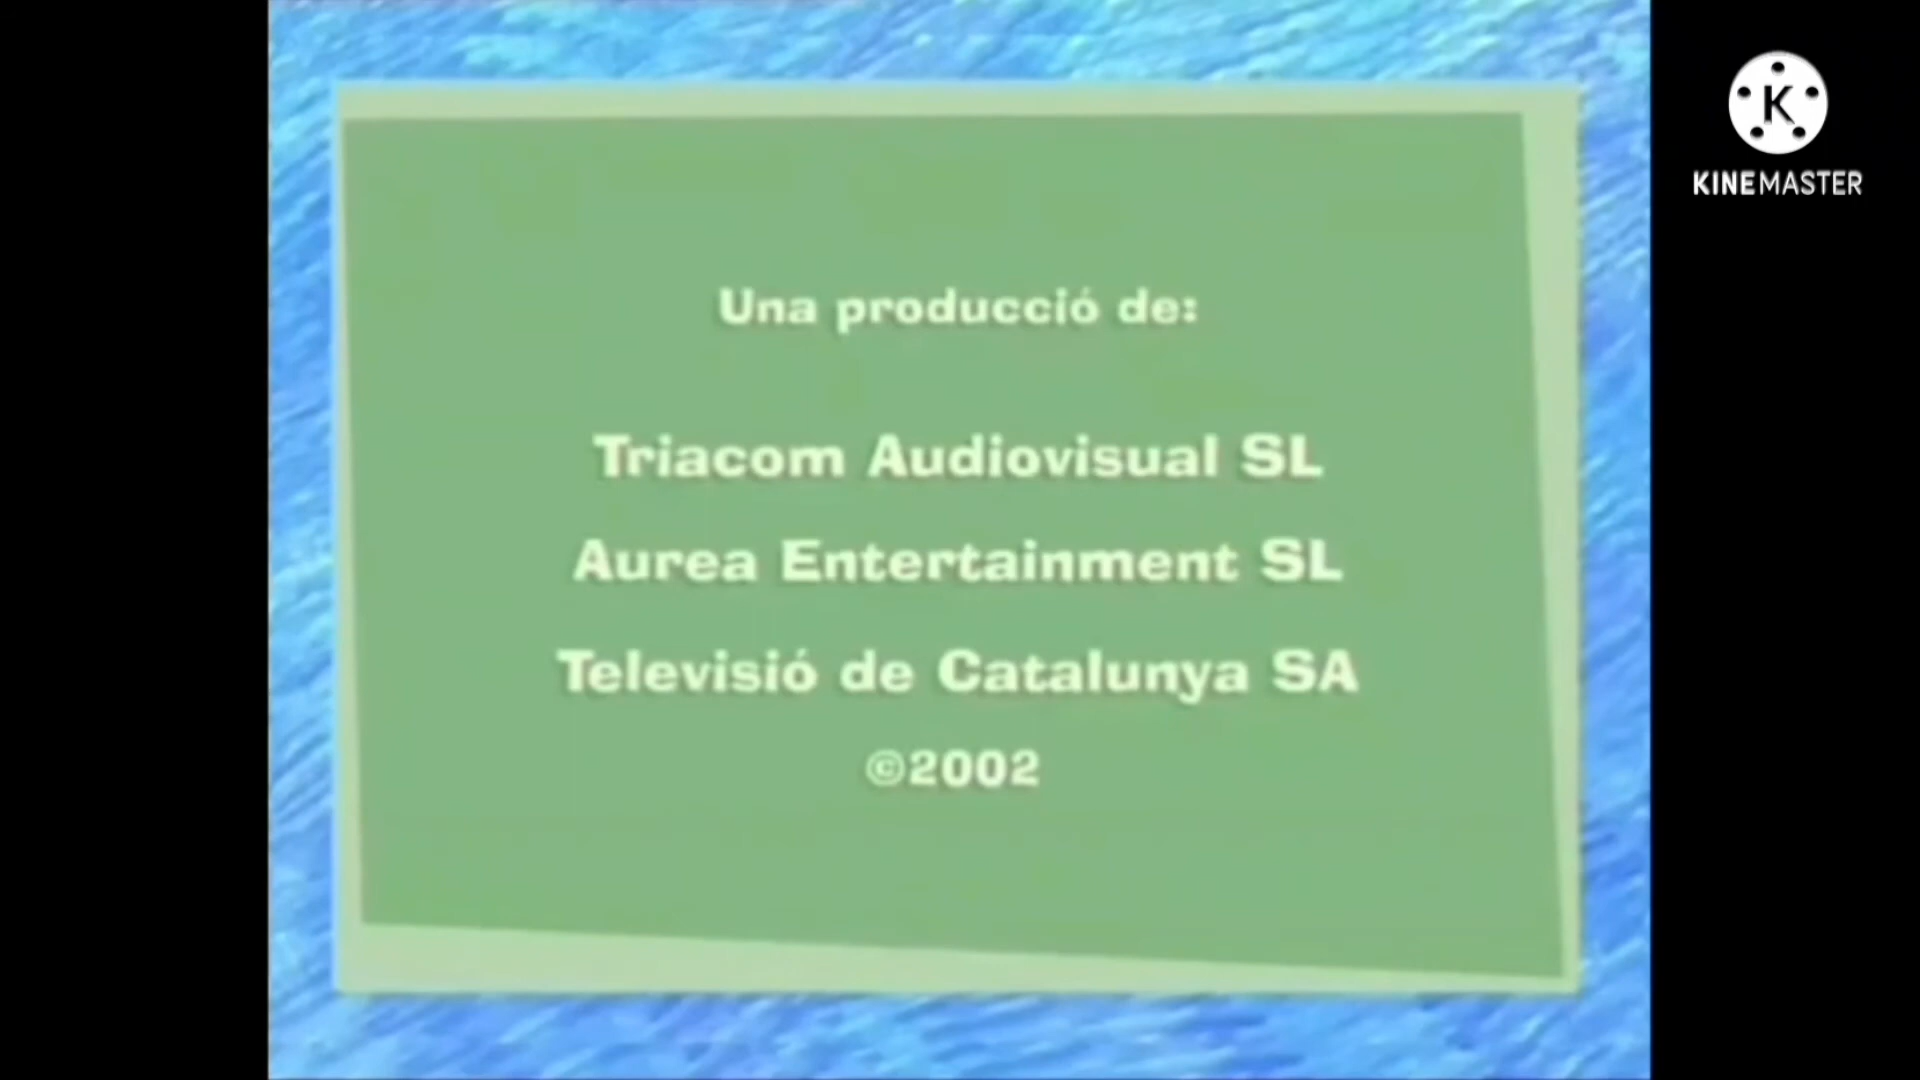 Una producció de:
Triacom Audiovisual SL
Aurea Entertainment SL
Televisió de Catalunya SA
©2002
K
KINEMASTER